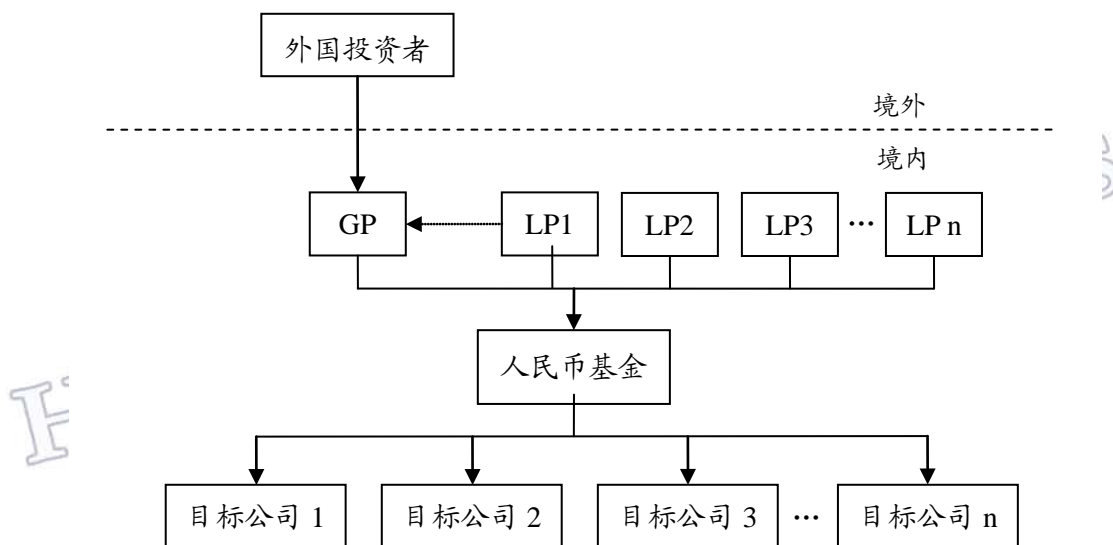 外国投资者
境外
境内
GP
LP1
LP2
LP3
…
LP n
人民币基金
目标公司 1
目标公司 2
目标公司 3
…
目标公司 n